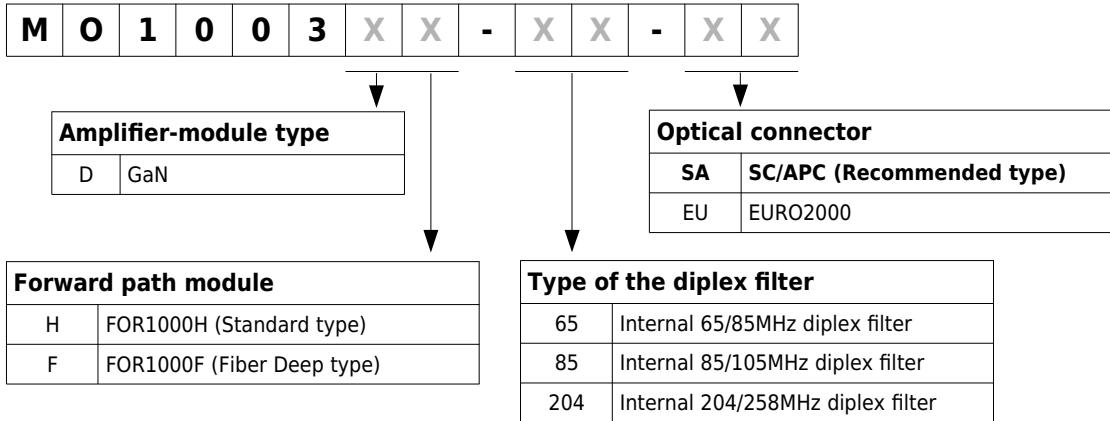 M O 1 0 0 3 X X - X X - X X
Amplifier-module type
D GaN
Optical connector
SA SC/APC (Recommended type)
EU EURO2000
Forward path module
H FOR1000H (Standard type)
F FOR1000F (Fiber Deep type)
Type of the diplex filter
65 Internal 65/85MHz diplex filter
85 Internal 85/105MHz diplex filter
204 Internal 204/258MHz diplex filter